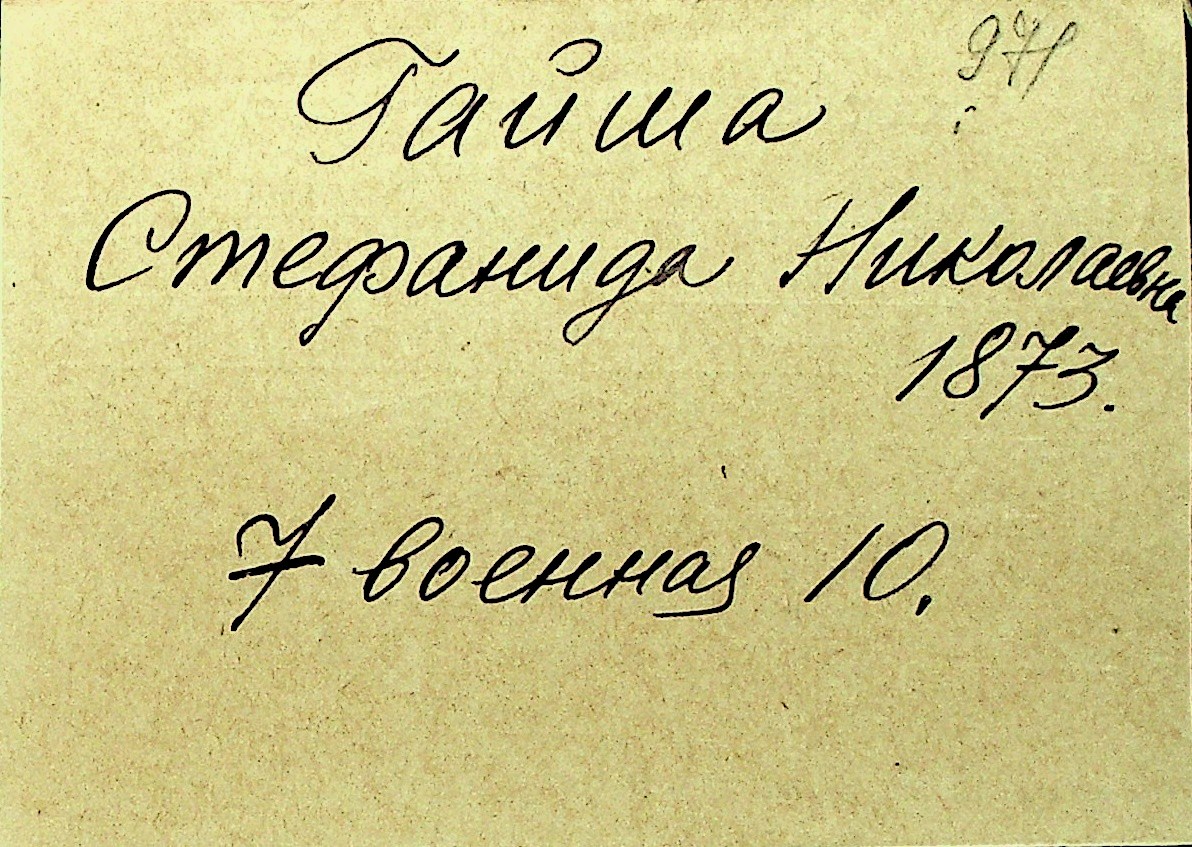 971
Гайша
Стефанида Николаевна
1873.
7 военная 10.